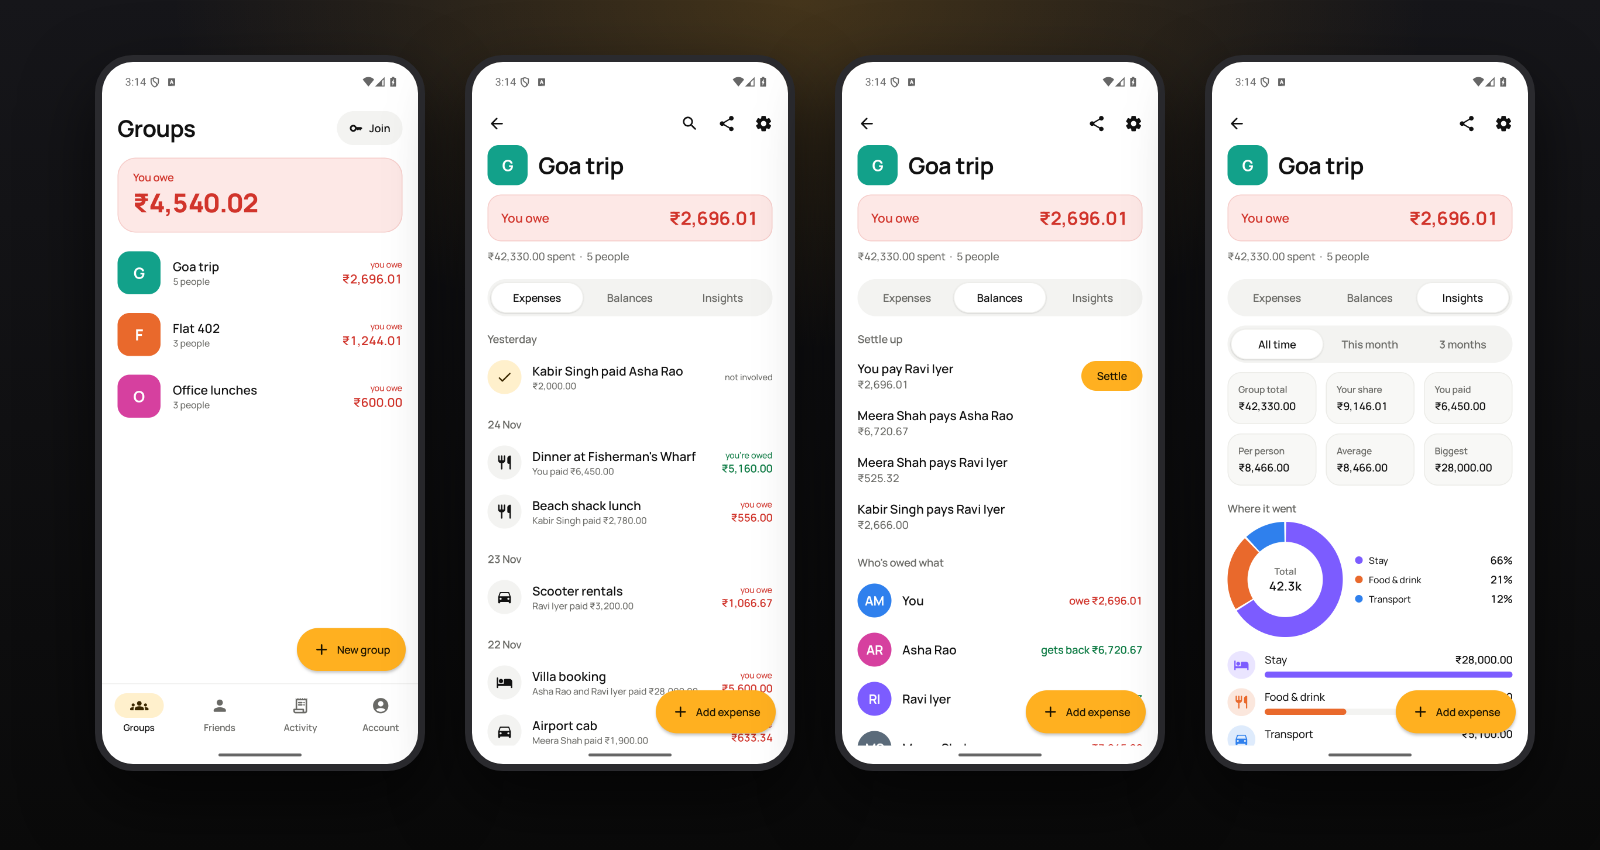 3:14
Groups
Join
You owe
₹4,540.02
G
Goa trip
5 people
you owe
₹2,696.01
F
Flat 402
3 people
you owe
₹1,244.01
O
Office lunches
3 people
you owe
₹600.00
New group
Groups
Friends
Activity
Account
3:14
G
Goa trip
You owe
₹2,696.01
₹42,330.00 spent · 5 people
Expenses
Balances
Insights
Yesterday
Kabir Singh paid Asha Rao
₹2,000.00
not involved
24 Nov
Dinner at Fisherman's Wharf
You paid ₹6,450.00
you're owed
₹5,160.00
Beach shack lunch
Kabir Singh paid ₹2,780.00
you owe
₹556.00
23 Nov
Scooter rentals
Ravi Iyer paid ₹3,200.00
you owe
₹1,066.67
22 Nov
Villa booking
Asha Rao and Ravi Iyer paid ₹28,000.00
you owe
₹5,600.00
Airport cab
Meera Shah paid ₹1,900.00
₹633.34
Add expense
3:14
G
Goa trip
You owe
₹2,696.01
₹42,330.00 spent · 5 people
Expenses
Balances
Insights
Settle up
You pay Ravi Iyer
₹2,696.01
Settle
Meera Shah pays Asha Rao
₹6,720.67
Meera Shah pays Ravi Iyer
₹525.32
Kabir Singh pays Ravi Iyer
₹2,666.00
Who's owed what
AM
You
owe ₹2,696.01
AR
Asha Rao
gets back ₹6,720.67
RI
Ravi Iyer
Add expense
3:14
G
Goa trip
You owe
₹2,696.01
₹42,330.00 spent · 5 people
Expenses
Balances
Insights
All time
This month
3 months
Group total
₹42,330.00
Your share
₹9,146.01
You paid
₹6,450.00
Per person
₹8,466.00
Average
₹8,466.00
Biggest
₹28,000.00
Where it went
Total
42.3k
Stay
66%
Food & drink
21%
Transport
12%
Stay
₹28,000.00
Food & drink
Transport
₹5,100.00
Add expense